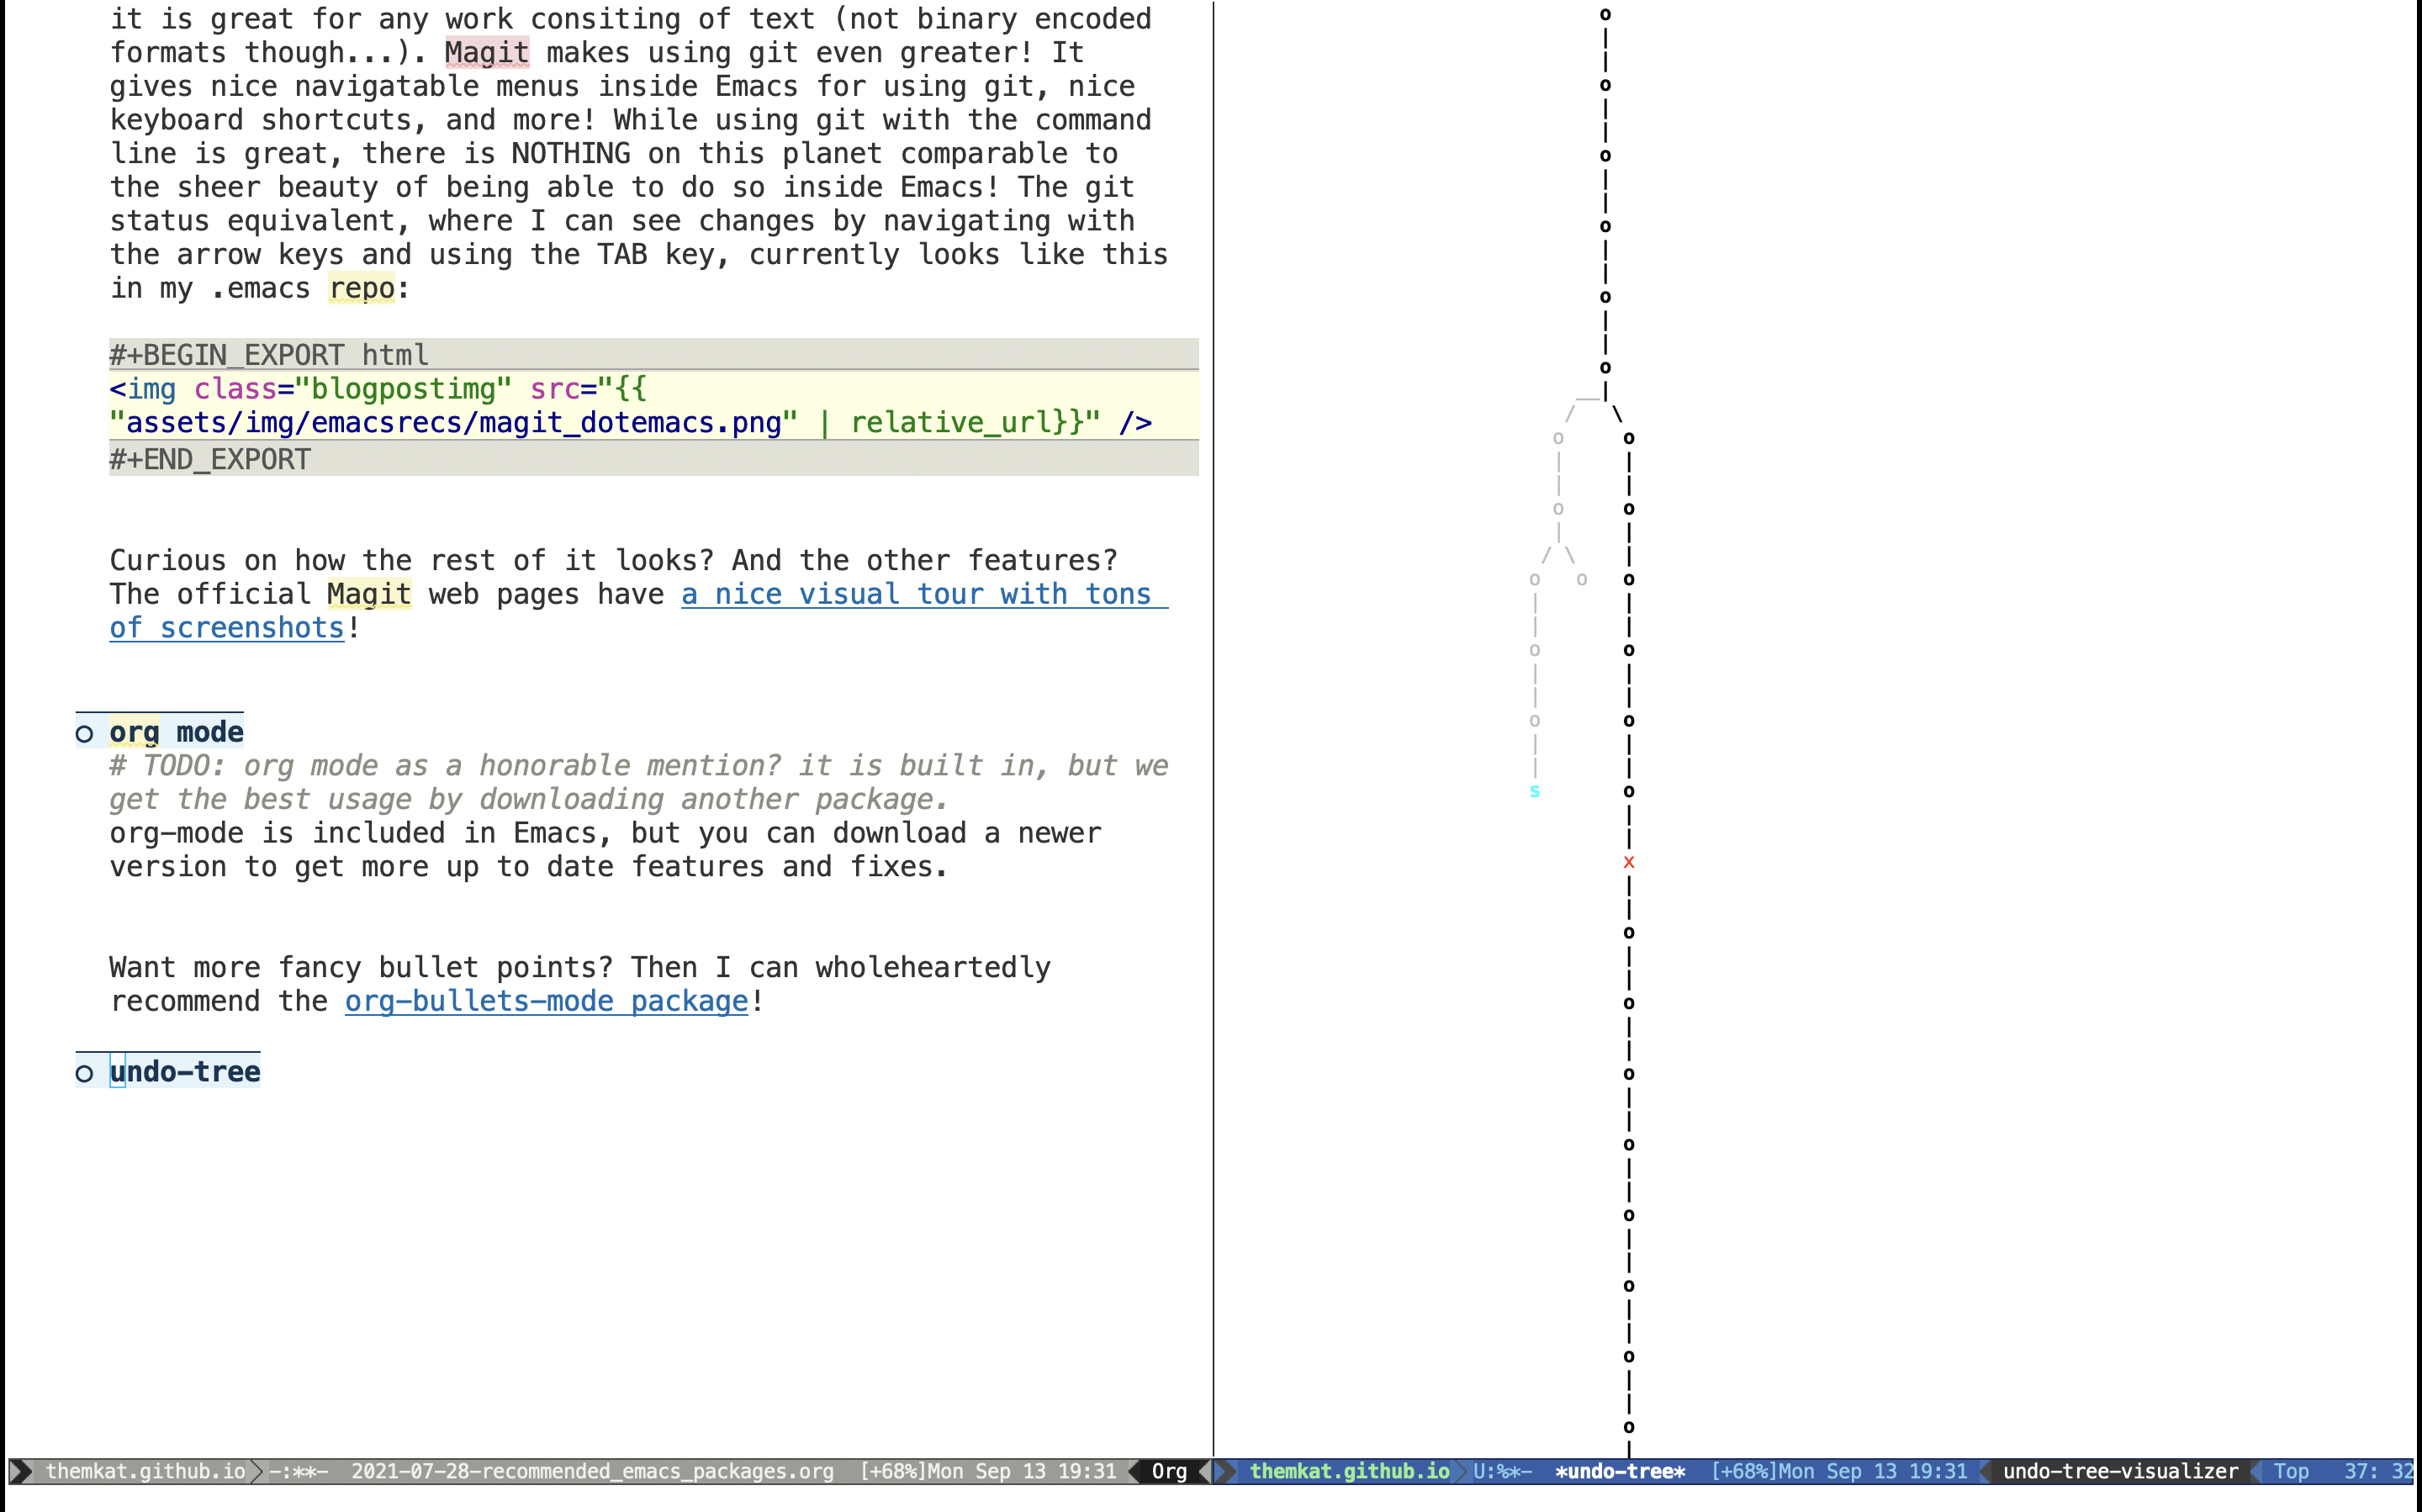 it is great for any work consiting of text (not binary encoded
formats though...). Magit makes using git even greater! It
gives nice navigatable menus inside Emacs for using git, nice
keyboard shortcuts, and more! While using git with the command
line is great, there is NOTHING on this planet comparable to
the sheer beauty of being able to do so inside Emacs! The git
status equivalent, where I can see changes by navigating with
the arrow keys and using the TAB key, currently looks like this
in my .emacs repo:
#+BEGIN_EXPORT html
<img class="blogpostimg" src="{{
"assets/img/emacsrecs/magit_dotemacs.png" | relative_url}}" />
#+END_EXPORT
Curious on how the rest of it looks? And the other features?
The official Magit web pages have a nice visual tour with tons
of screenshots!
○ org mode
# TODO: org mode as a honorable mention? it is built in, but we
get the best usage by downloading another package.
org-mode is included in Emacs, but you can download a newer
version to get more up to date features and fixes.
Want more fancy bullet points? Then I can wholeheartedly
recommend the org-bullets-mode package!
○ undo-tree
themkat.github.io -:**- 2021-07-28-recommended_emacs_packages.org [+68%]Mon Sep 13 19:31 Org
o
o
o
o
o
o
o o
o o
o o o
o o
o o
s o
x
o
o
o
o
o
o
o
o
themkat.github.io U:%*- *undo-tree* [+68%]Mon Sep 13 19:31 undo-tree-visualizer Top 37: 32